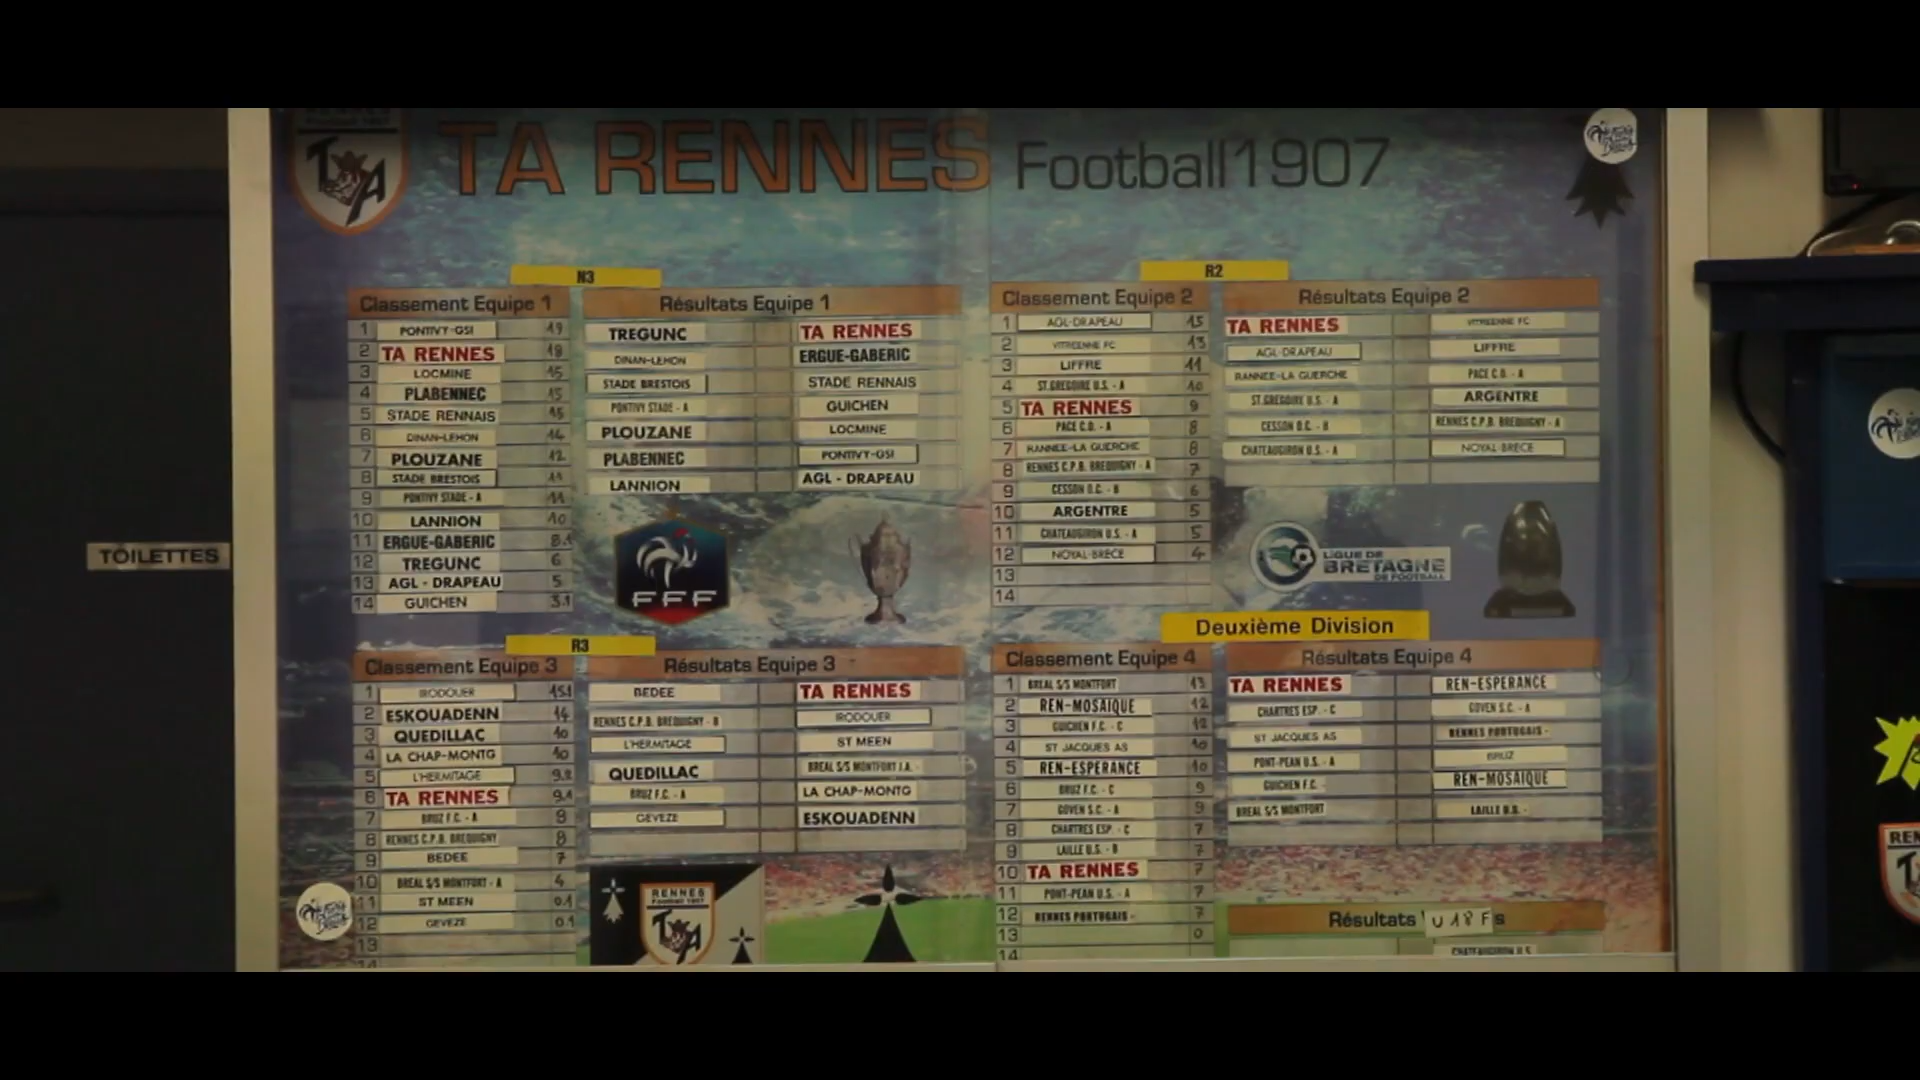 TA RENNES Football 1907
TOILETTES
N3
Classement Equipe 1
1 PONTIVY-GSI 19
2 TA RENNES 18
3 LOCMINE 15
4 PLABENNEC 15
5 STADE RENNAIS 15
6 DINAN-LEHON 14
7 PLOUZANE 12
8 STADE BRESTOIS 11
9 PONTIVY STADE - A 11
10 LANNION 10
11 ERGUE-GABERIC
12 TREGUNC 6
13 AGL - DRAPEAU 5
14 GUICHEN
Résultats Equipe 1
TREGUNC TA RENNES
DINAN-LEHON ERGUE-GABERIC
STADE BRESTOIS STADE RENNAIS
PONTIVY STADE - A GUICHEN
PLOUZANE LOCMINE
PLABENNEC PONTIVY-GSI
LANNION AGL - DRAPEAU
FFF
R2
Classement Equipe 2
1 AGL-DRAPEAU 15
2 VITREENNE FC 13
3 LIFFRE 11
4 ST.GREGOIRE U.S. - A 10
5 TA RENNES 9
6 PACE C.O. - A 8
7 RANNEE-LA GUERCHE 8
8 RENNES C.P.B. BREQUIGNY - A 7
9 CESSON O.C. - B 6
10 ARGENTRE 5
11 CHATEAUGIRON U.S. - A 5
12 NOYAL-BRECE 4
13
14
Résultats Equipe 2
TA RENNES VITREENNE FC
AGL-DRAPEAU LIFFRE
RANNEE-LA GUERCHE PACE C.O. - A
ST.GREGOIRE U.S. - A ARGENTRE
CESSON O.C. - B RENNES C.P.B. BREQUIGNY - A
CHATEAUGIRON U.S. - A NOYAL-BRECE
LIGUE DE
BRETAGNE
DE FOOTBALL
R3
Classement Equipe 3
1 IRODOUER
2 ESKOUADENN 14
3 QUEDILLAC 10
4 LA CHAP-MONTG 10
5 L'HERMITAGE
6 TA RENNES
7 BRUZ F.C. - A 8
8 RENNES C.P.B. BREQUIGNY 8
9 BEDEE 7
10 BREAL S/S MONTFORT - A 4
11 ST MEEN
12 GEVEZE
13
14
Résultats Equipe 3
BEDEE TA RENNES
RENNES C.P.B. BREQUIGNY - B IRODOUER
L'HERMITAGE ST MEEN
QUEDILLAC BREAL S/S MONTFORT
BRUZ F.C. - A LA CHAP-MONTG
GEVEZE ESKOUADENN
RENNES
Football 1907
TA
Deuxième Division
Classement Equipe 4
1 BREAL S/S MONTFORT 13
2 REN-MOSAIQUE 12
3 GUICHEN F.C. - C 12
4 ST JACQUES AS 10
5 REN-ESPERANCE 10
6 BRUZ F.C. - C 9
7 GOVEN S.C. - A 9
8 CHARTRES ESP. - C 7
9 LAILLE U.S. - B 7
10 TA RENNES 7
11 PONT-PEAN U.S. - A 7
12 RENNES PORTUGAIS - 7
13 0
14
Résultats Equipe 4
TA RENNES REN-ESPERANCE
CHARTRES ESP. - C GOVEN S.C. - A
ST JACQUES AS RENNES PORTUGAIS -
PONT-PEAN U.S. - A BRUZ
GUICHEN F.C. REN-MOSAIQUE
BREAL S/S MONTFORT LAILLE
Résultats U18F
CHATEAUGIRON U.S.